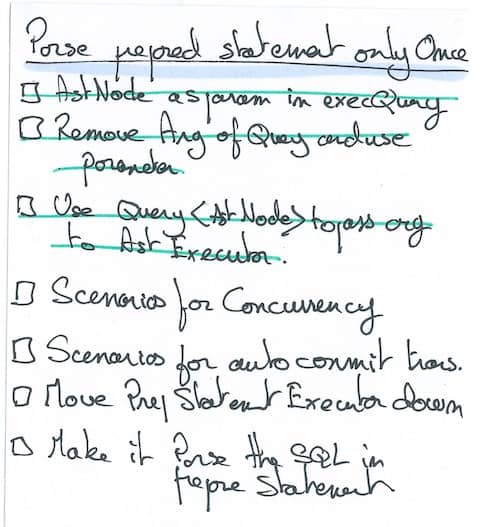 Parse prepared statement only Once
AstNode as param in execQuery
Remove Arg of Query and use
parameter
Use Query<AstNode> to pass arg
to Ast Executor.
Scenarios for Concurrency
Scenarios for auto commit trans.
Move Prep Statement Executor down
Make it Parse the SQL in
prepare Statement